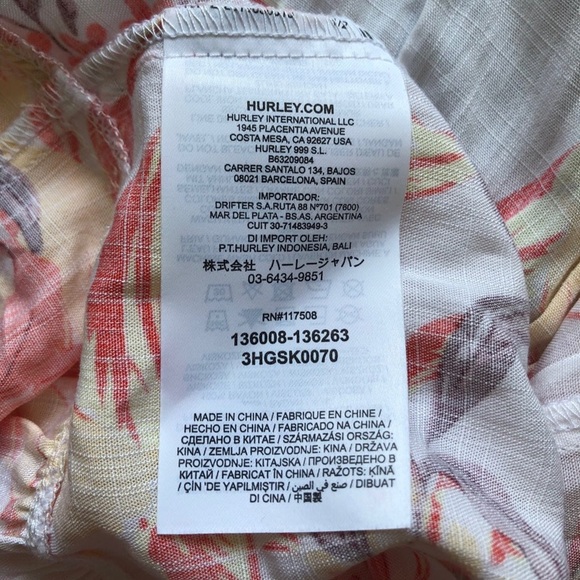 HURLEY.COM
HURLEY INTERNATIONAL LLC
1945 PLACENTIA AVENUE
COSTA MESA, CA 92627 USA
HURLEY 999 S.L.
B63209084
CARRER SANTALO 134, BAJOS
08021 BARCELONA, SPAIN
IMPORTADOR:
DRIFTER S.A.RUTA 88 Nº701 (7600)
MAR DEL PLATA - BS.AS. ARGENTINA
CUIT 30-71483949-3
DI IMPORT OLEH:
P.T.HURLEY INDONESIA, BALI
株式会社 ハーレージャパン
03-6434-9851
RN#117508
136008-136263
3HGSK0070
MADE IN CHINA / FABRIQUE EN CHINE /
HECHO EN CHINA / FABRICADO NA CHINA /
СДЕЛАНО В КИТАЕ / SZÁRMAZÁSI ORSZÁG:
KINA / ZEMLJA PROIZVODNJE: KINA / DRŽAVA
PROIZVODNJE: KITAJSKA / ПРОИЗВЕДЕНО В
КИТАЙ / FABRICAT ÎN CHINA / RAŽOTS: ĶĪNĀ
/ ÇİN 'DE YAPILMIŞTIR / صنع في الصين / DIBUAT
DI CINA / 中国製